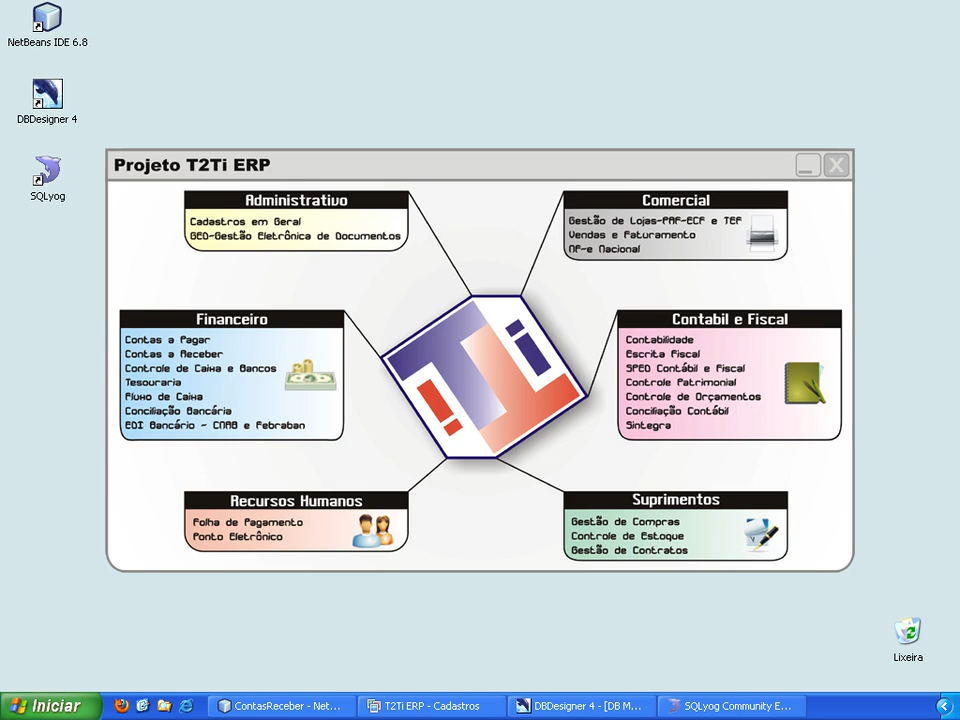 NetBeans IDE 6.8
DBDesigner 4
SQLyog
Projeto T2Ti ERP
Administrativo
Cadastros em Geral
GED-Gestão Eletrônica de Documentos
Comercial
Gestão de Lojas-PAF-ECF e TEF
Vendas e Faturamento
NF-e Nacional
Financeiro
Contas a Pagar
Contas a Receber
Controle de Caixa e Bancos
Tesouraria
Fluxo de Caixa
Conciliação Bancária
EDI Bancário - CNAB e Febraban
Contabil e Fiscal
Contabilidade
Escrita Fiscal
SPED Contábil e Fiscal
Controle Patrimonial
Controle de Orçamentos
Conciliação Contábil
Sintegra
T2Ti
Recursos Humanos
Folha de Pagamento
Ponto Eletrônico
Suprimentos
Gestão de Compras
Controle de Estoque
Gestão de Contratos
Lixeira
Iniciar
ContasReceber - Net...
T2Ti ERP - Cadastros
DBDesigner 4 - [DB M...
SQLyog Community E...